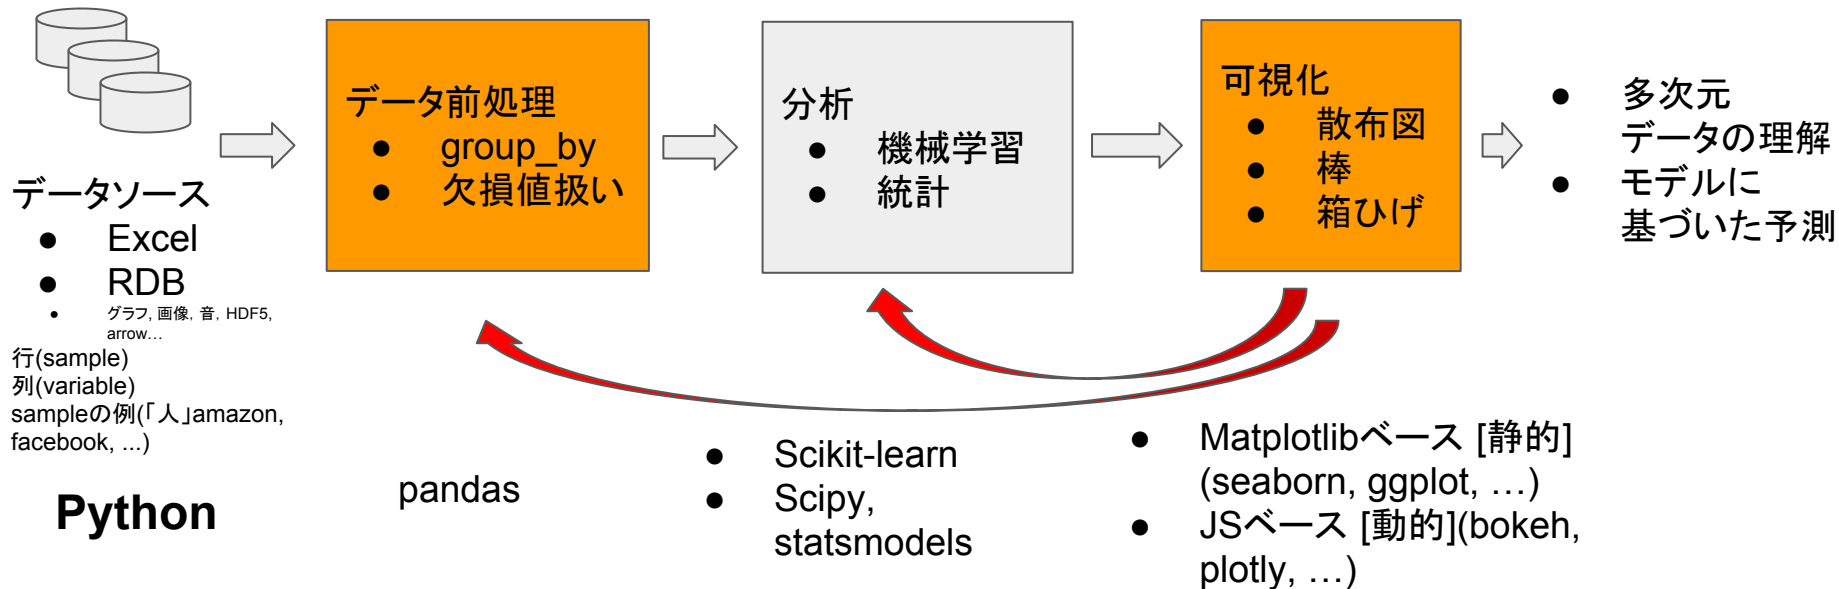 データソース
● Excel
● RDB
● グラフ, 画像, 音, HDF5,
arrow…
行(sample)
列(variable)
sampleの例(「人」amazon,
facebook, ...)
Python
データ前処理
● group_by
● 欠損値扱い
pandas
分析
● 機械学習
● 統計
● Scikit-learn
● Scipy,
statsmodels
可視化
● 散布図
● 棒
● 箱ひげ
● Matplotlibベース [静的]
(seaborn, ggplot, …)
● JSベース [動的](bokeh,
plotly, …)
● 多次元
データの理解
● モデルに
基づいた予測